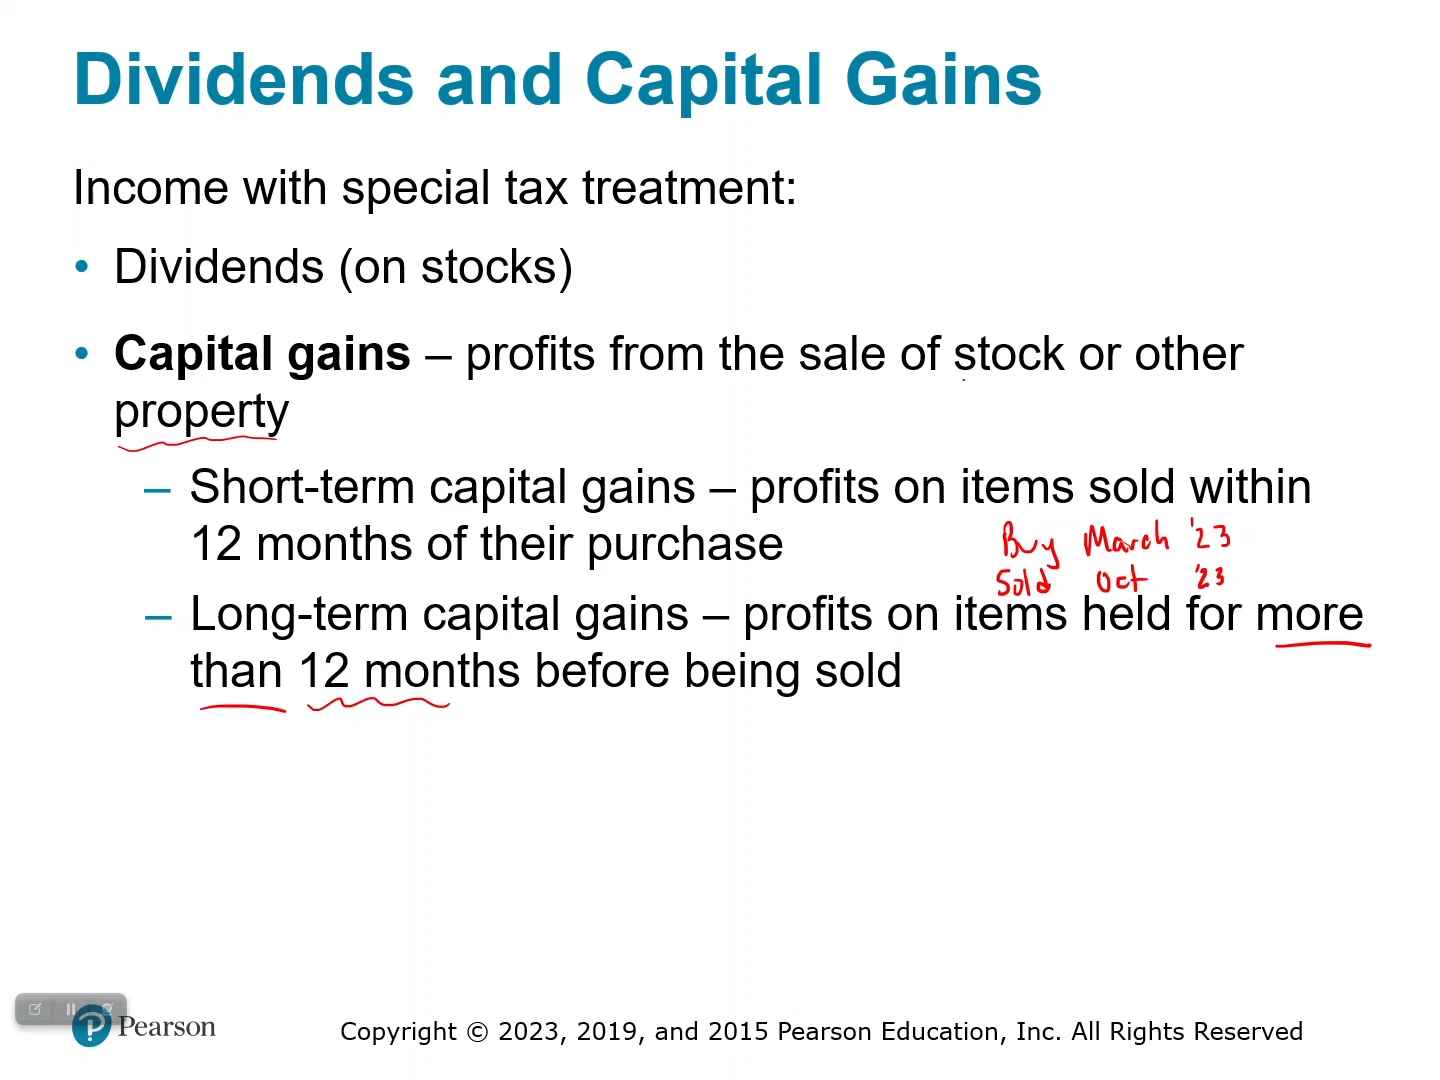 Dividends and Capital Gains
Income with special tax treatment:
• Dividends (on stocks)
• Capital gains – profits from the sale of stock or other
property
– Short-term capital gains – profits on items sold within
12 months of their purchase
Buy March '23
Sold Oct '23
– Long-term capital gains – profits on items held for more
than 12 months before being sold
Pearson
Copyright © 2023, 2019, and 2015 Pearson Education, Inc. All Rights Reserved